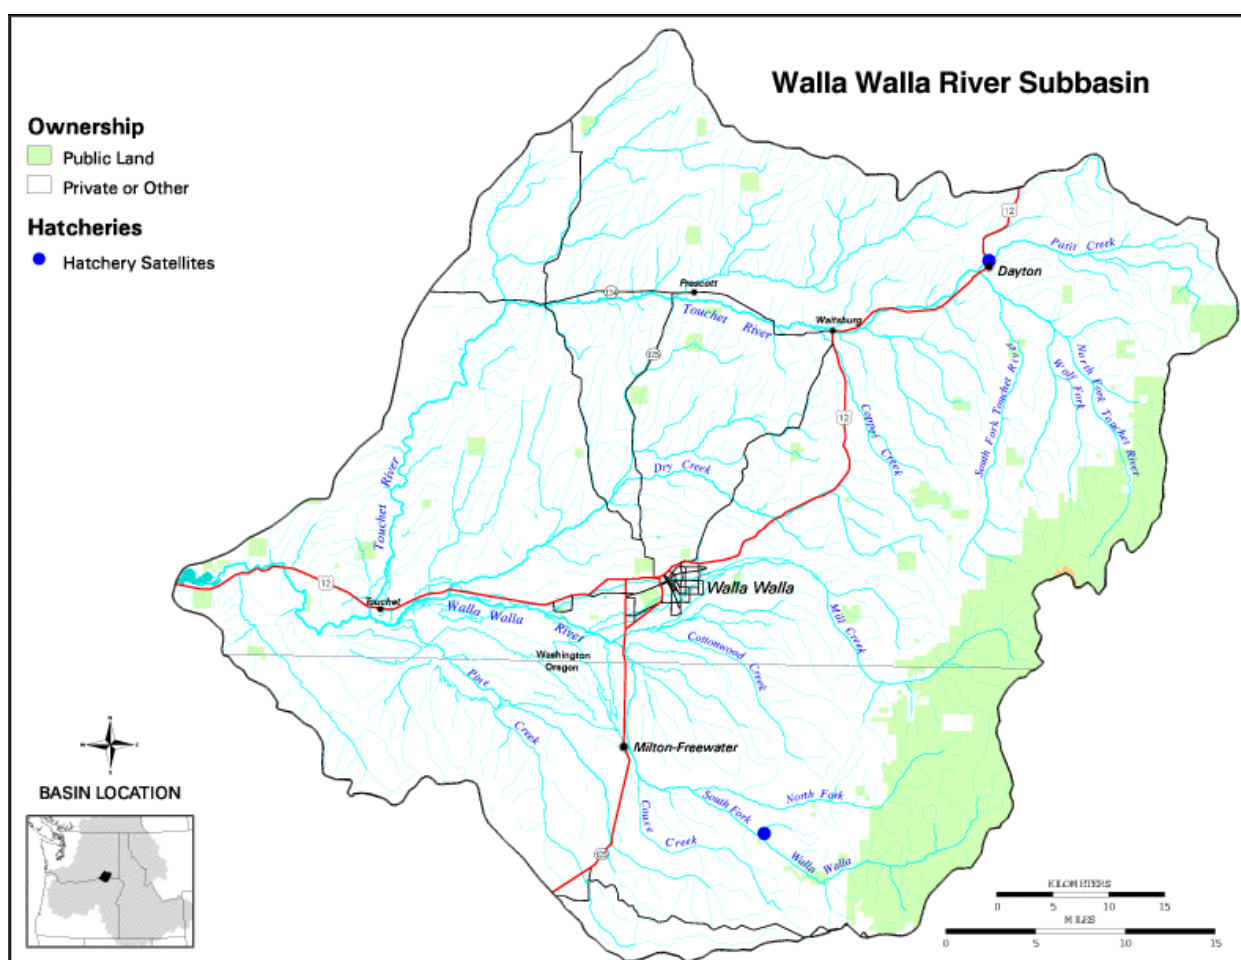 Walla Walla River Subbasin
Ownership
Public Land
Private or Other
Hatcheries
Hatchery Satellites
12
Patit Creek
Dayton
Prescott
124
Touchet River
Waitsburg
125
South Fork Touchet River
Wolf Fork
North Fork Touchet River
12
Coppei Creek
Dry Creek
Touchet River
12
Touchet
Walla Walla
Walla Walla River
Mill Creek
Cottonwood Creek
Washington
Oregon
Pine Creek
Milton-Freewater
North Fork
South Fork Walla Walla
Couse Creek
N
BASIN LOCATION
KILOMETERS
0 5 10 15
MILES
0 5 10 15